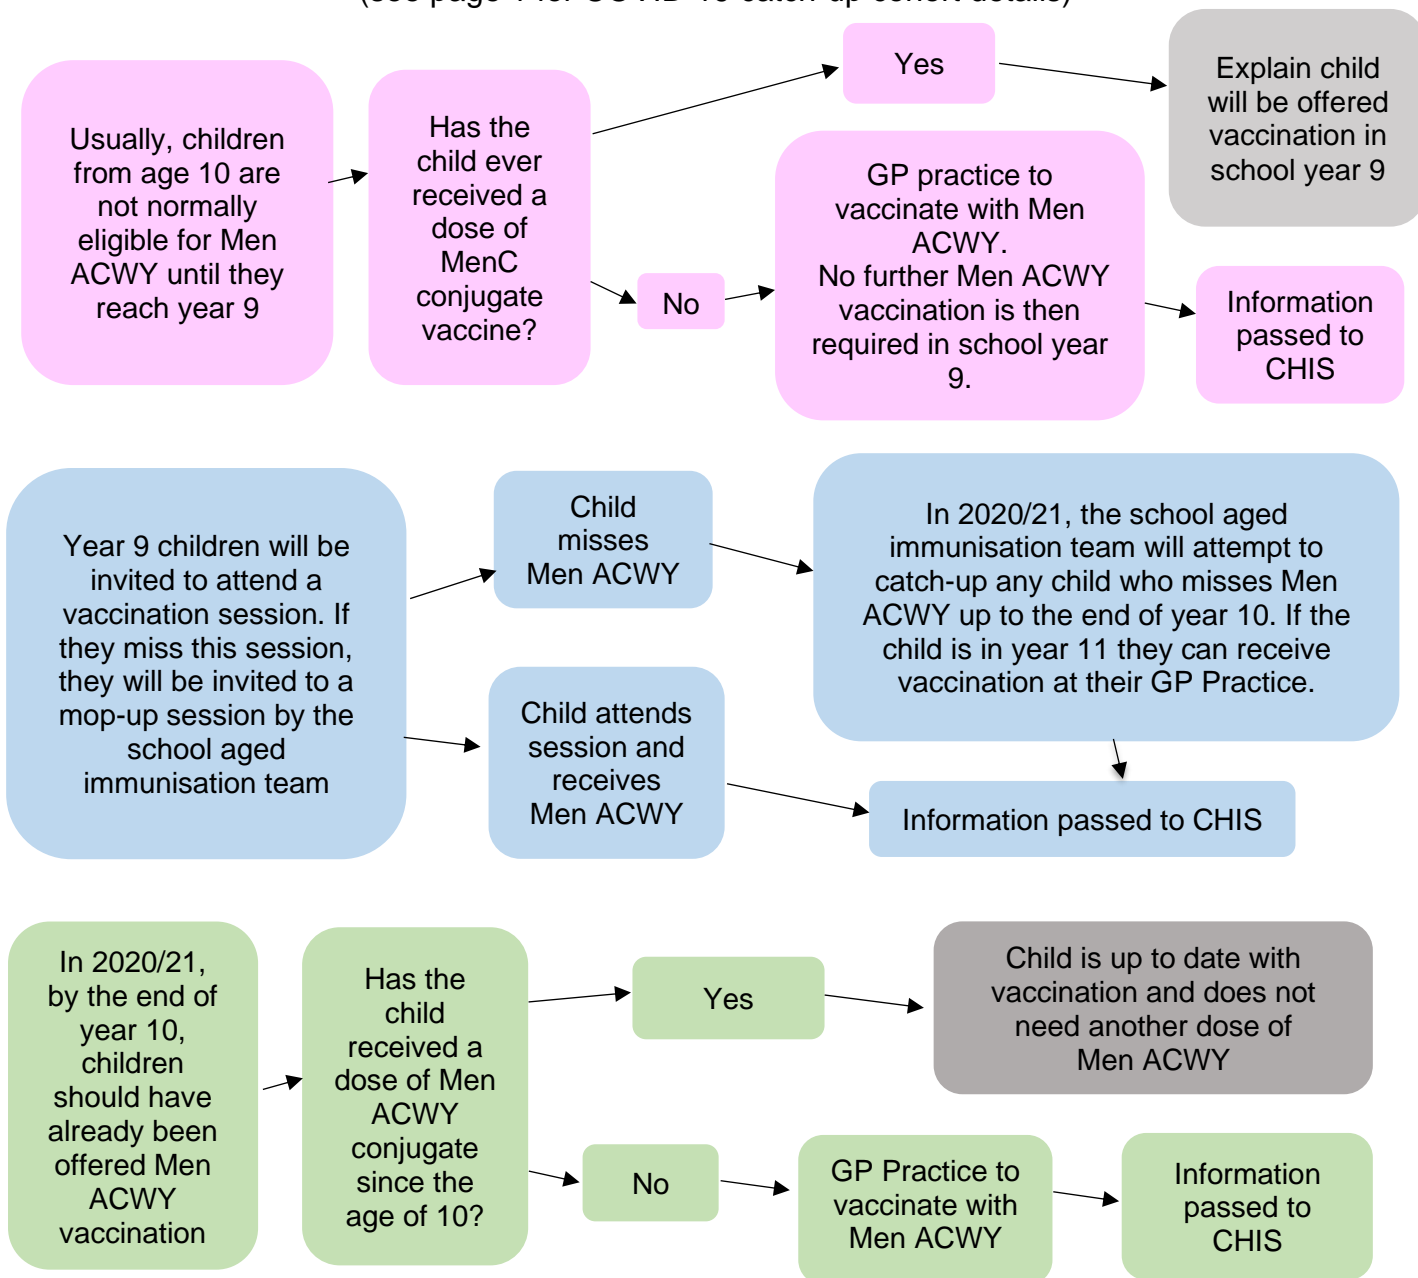 Usually, children
from age 10 are
not normally
eligible for Men
ACWY until they
reach year 9
Has the
child ever
received a
dose of
MenC
conjugate
vaccine?
Yes
Explain child
will be offered
vaccination in
school year 9
No
GP practice to
vaccinate with Men
ACWY.
No further Men ACWY
vaccination is then
required in school year
9.
Information
passed to
CHIS
Year 9 children will be
invited to attend a
vaccination session. If
they miss this session,
they will be invited to a
mop-up session by the
school aged
immunisation team
Child
misses
Men ACWY
In 2020/21, the school aged
immunisation team will attempt to
catch-up any child who misses Men
ACWY up to the end of year 10. If the
child is in year 11 they can receive
vaccination at their GP Practice.
Child attends
session and
receives
Men ACWY
Information passed to CHIS
In 2020/21,
by the end of
year 10,
children
should have
already been
offered Men
ACWY
vaccination
Has the
child
received a
dose of Men
ACWY
conjugate
since the
age of 10?
Yes
Child is up to date with
vaccination and does not
need another dose of
Men ACWY
No
GP Practice to
vaccinate with
Men ACWY
Information
passed to
CHIS